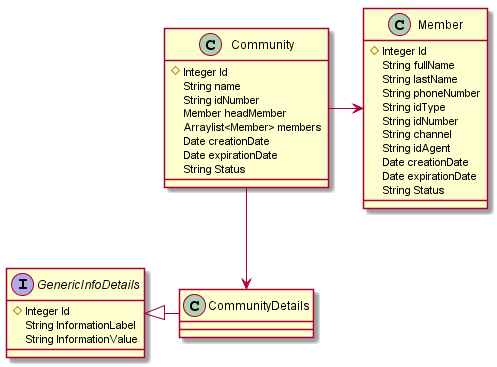 C Community
Integer Id
String name
String idNumber
Member headMember
Arraylist<Member> members
Date creationDate
Date expirationDate
String Status
C Member
Integer Id
String fullName
String lastName
String phoneNumber
String idType
String idNumber
String channel
String idAgent
Date creationDate
Date expirationDate
String Status
I GenericInfoDetails
Integer Id
String InformationLabel
String InformationValue
C CommunityDetails